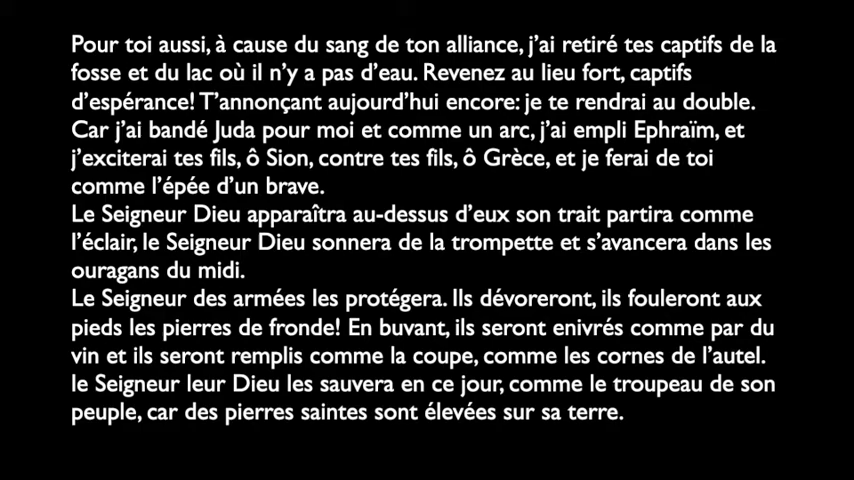 Pour toi aussi, à cause du sang de ton alliance, j’ai retiré tes captifs de la
fosse et du lac où il n’y a pas d’eau. Revenez au lieu fort, captifs
d’espérance! T’annonçant aujourd’hui encore: je te rendrai au double.
Car j’ai bandé Juda pour moi et comme un arc, j’ai empli Ephraïm, et
j’exciterai tes fils, ô Sion, contre tes fils, ô Grèce, et je ferai de toi
comme l’épée d’un brave.
Le Seigneur Dieu apparaîtra au-dessus d’eux son trait partira comme
l’éclair, le Seigneur Dieu sonnera de la trompette et s’avancera dans les
ouragans du midi.
Le Seigneur des armées les protégera. Ils dévoreront, ils fouleront aux
pieds les pierres de fronde! En buvant, ils seront enivrés comme par du
vin et ils seront remplis comme la coupe, comme les cornes de l’autel.
le Seigneur leur Dieu les sauvera en ce jour, comme le troupeau de son
peuple, car des pierres saintes sont élevées sur sa terre.